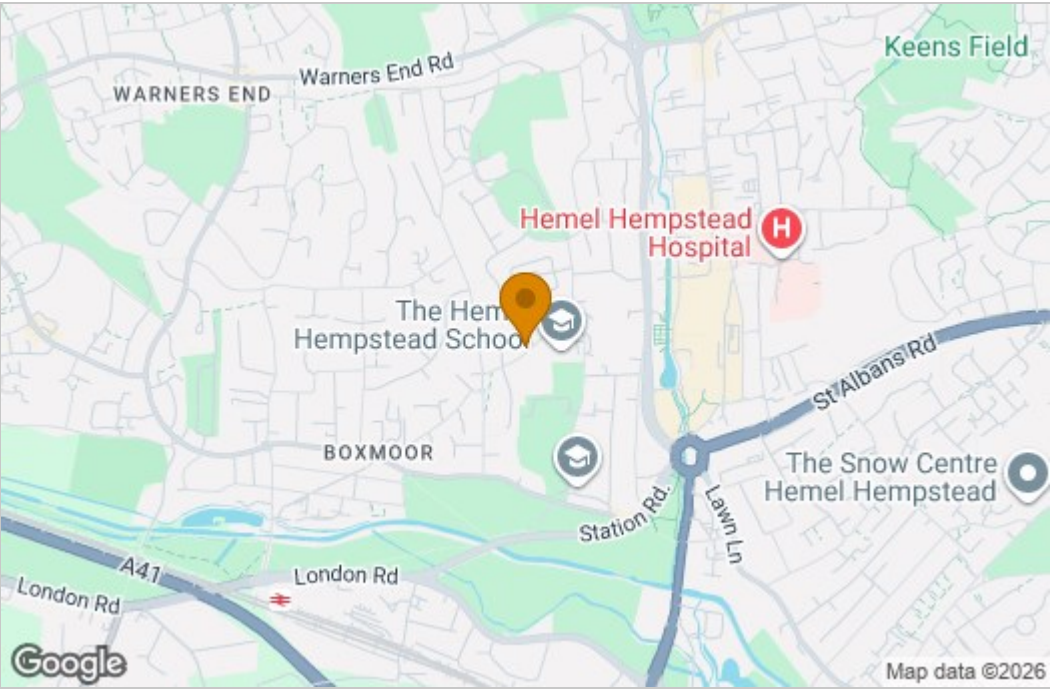 Keens Field
Warners End Rd
WARNERS END
Hemel Hempstead
Hospital
H
The Hem
Hempstead School
St Albans Rd
BOXMOOR
The Snow Centre
Hemel Hempstead
Station Rd.
Lawn Ln
A41
London Rd
London Rd
Google
Map data ©2026